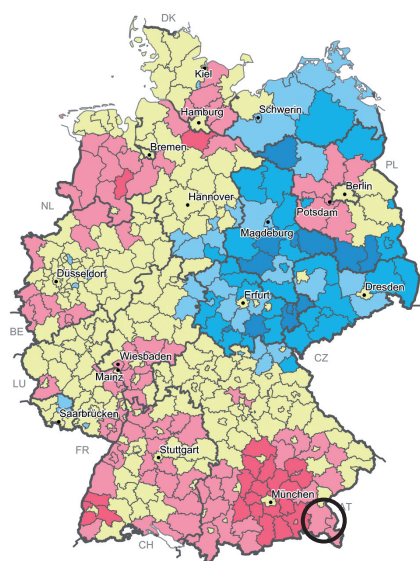 DK
Kiel
Hamburg
Schwerin
Bremen
PL
Berlin
Hannover
NL
Potsdam
Magdeburg
Düsseldorf
Erfurt
Dresden
BE
Wiesbaden
CZ
Mainz
LU
Saarbrücken
FR
Stuttgart
München
AT
CH